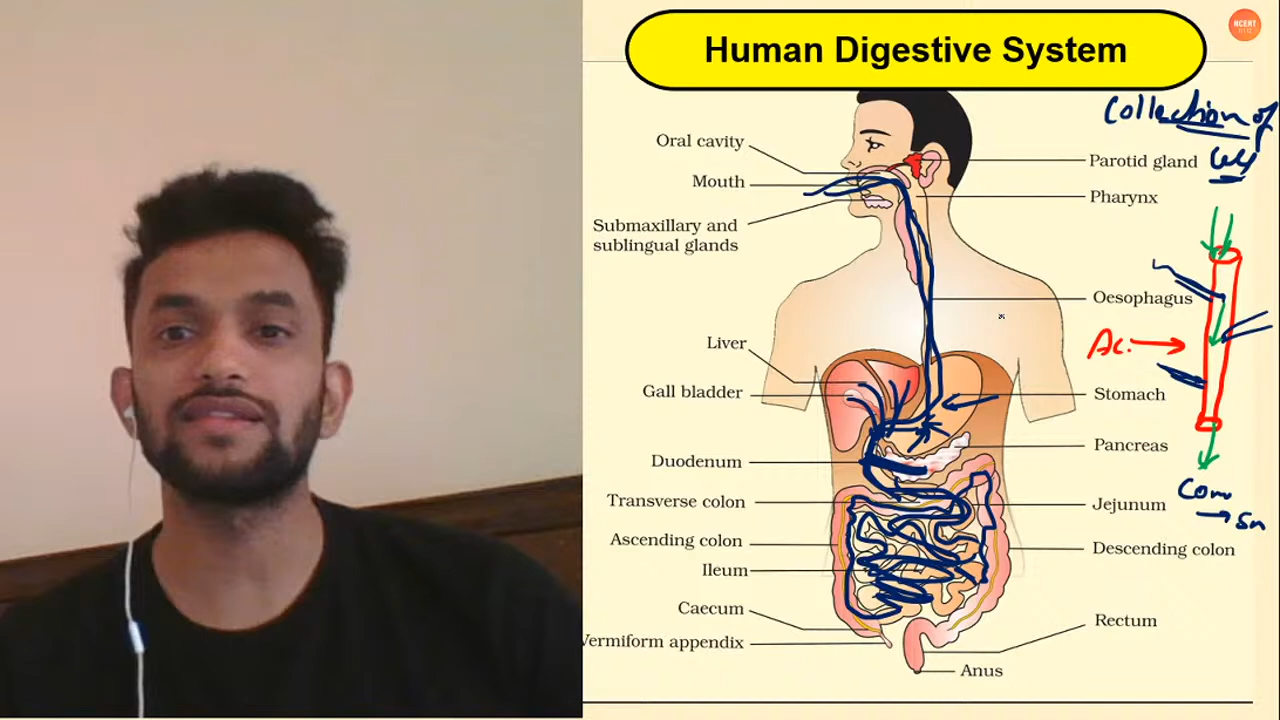 Human Digestive System
NCERT
Collection of
Oral cavity
Parotid gland
Mouth
Pharynx
Submaxillary and
sublingual glands
Oesophagus
Liver
Ac.
Gall bladder
Stomach
Pancreas
Duodenum
Transverse colon
Jejunum
Com
Sm
Ascending colon
Descending colon
Ileum
Caecum
Rectum
Vermiform appendix
Anus